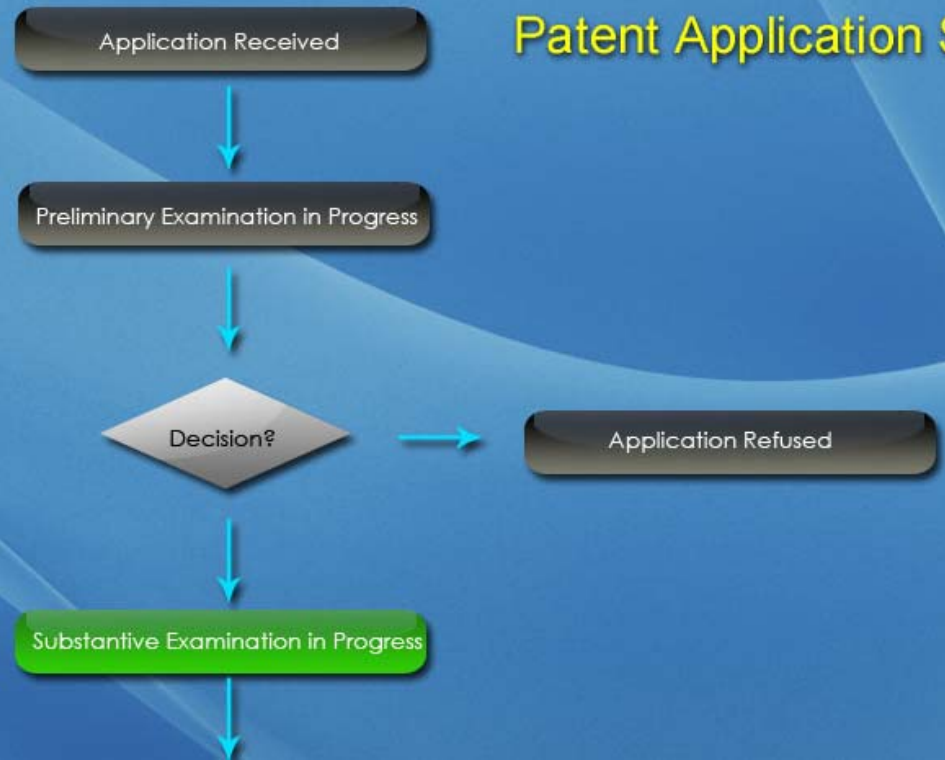 Application Received
Patent Application
Preliminary Examination in Progress
Decision?
Application Refused
Substantive Examination in Progress